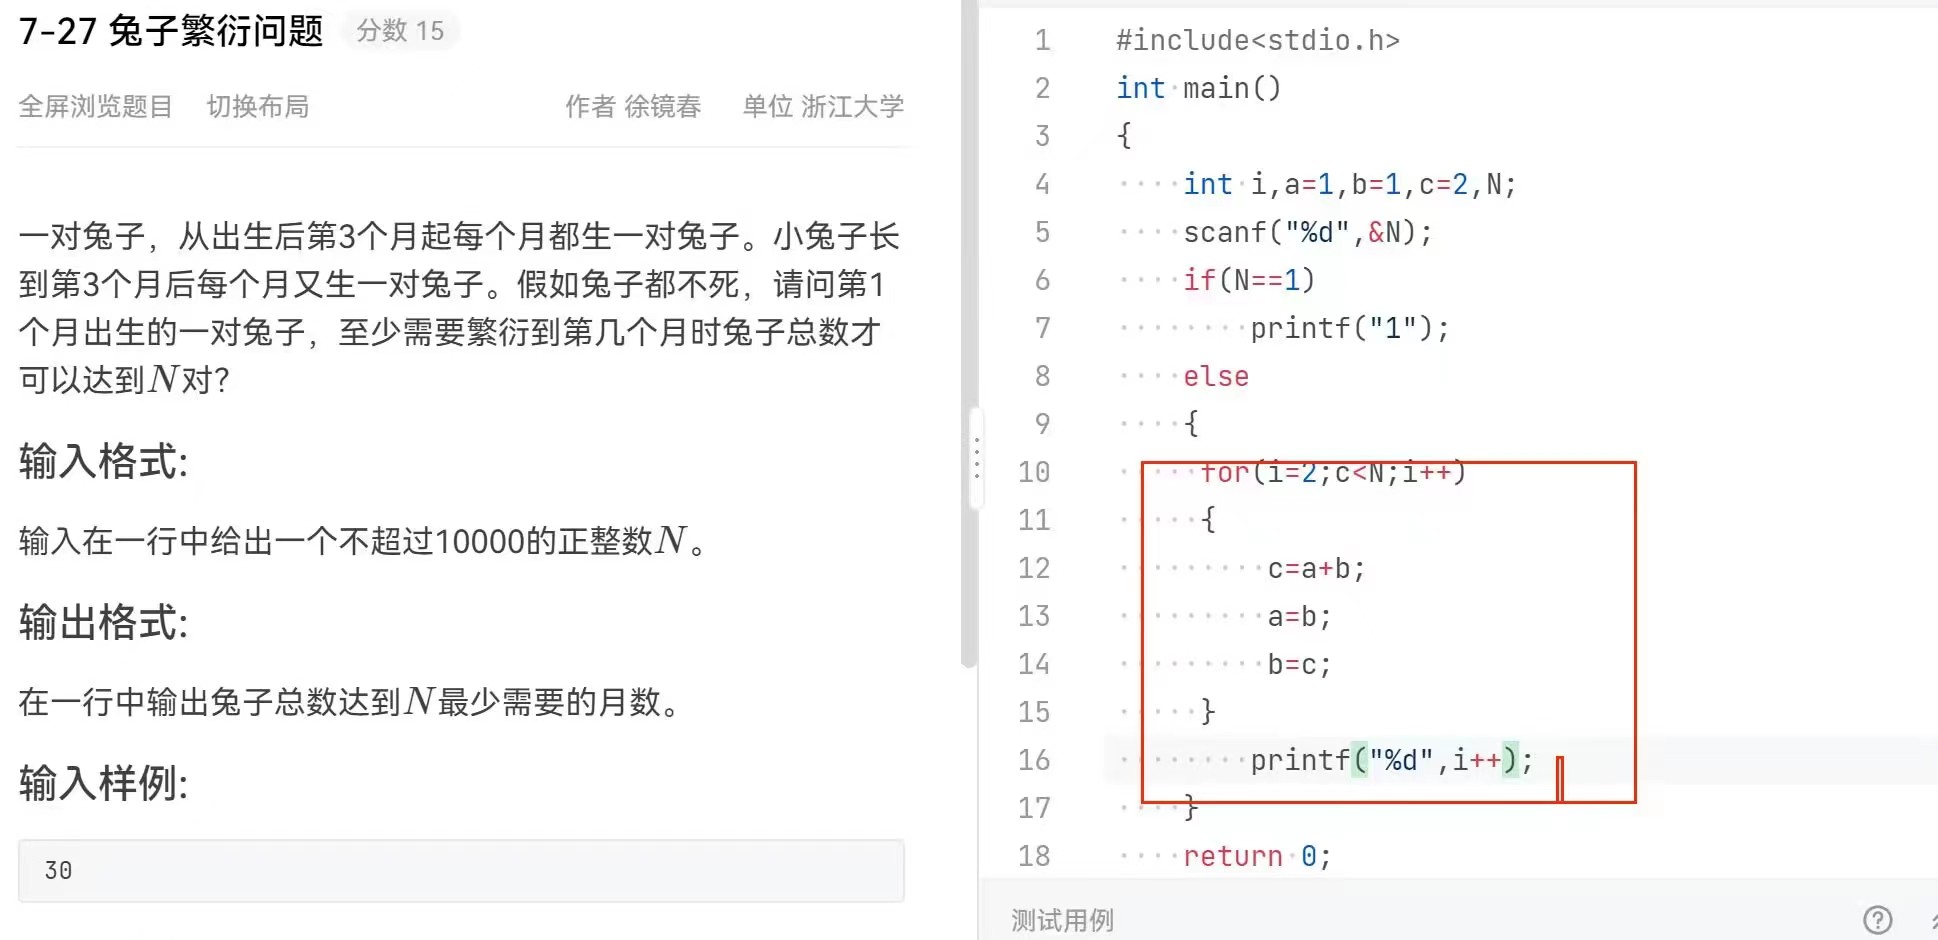 7-27 兔子繁衍问题 分数 15
全屏浏览题目 切换布局 作者 徐镜春 单位 浙江大学
一对兔子，从出生后第3个月起每个月都生一对兔子。小兔子长
到第3个月后每个月又生一对兔子。假如兔子都不死，请问第1
个月出生的一对兔子，至少需要繁衍到第几个月时兔子总数才
可以达到N对？
输入格式:
输入在一行中给出一个不超过10000的正整数N。
输出格式:
在一行中输出兔子总数达到N最少需要的月数。
输入样例:
30
1 #include<stdio.h>
2 int main()
3 {
4 int i,a=1,b=1,c=2,N;
5 scanf("%d",&N);
6 if(N==1)
7 printf("1");
8 else
9 {
10 for(i=2;c<N;i++)
11 {
12 c=a+b;
13 a=b;
14 b=c;
15 }
16 printf("%d",i++);
17 }
18 return 0;
测试用例